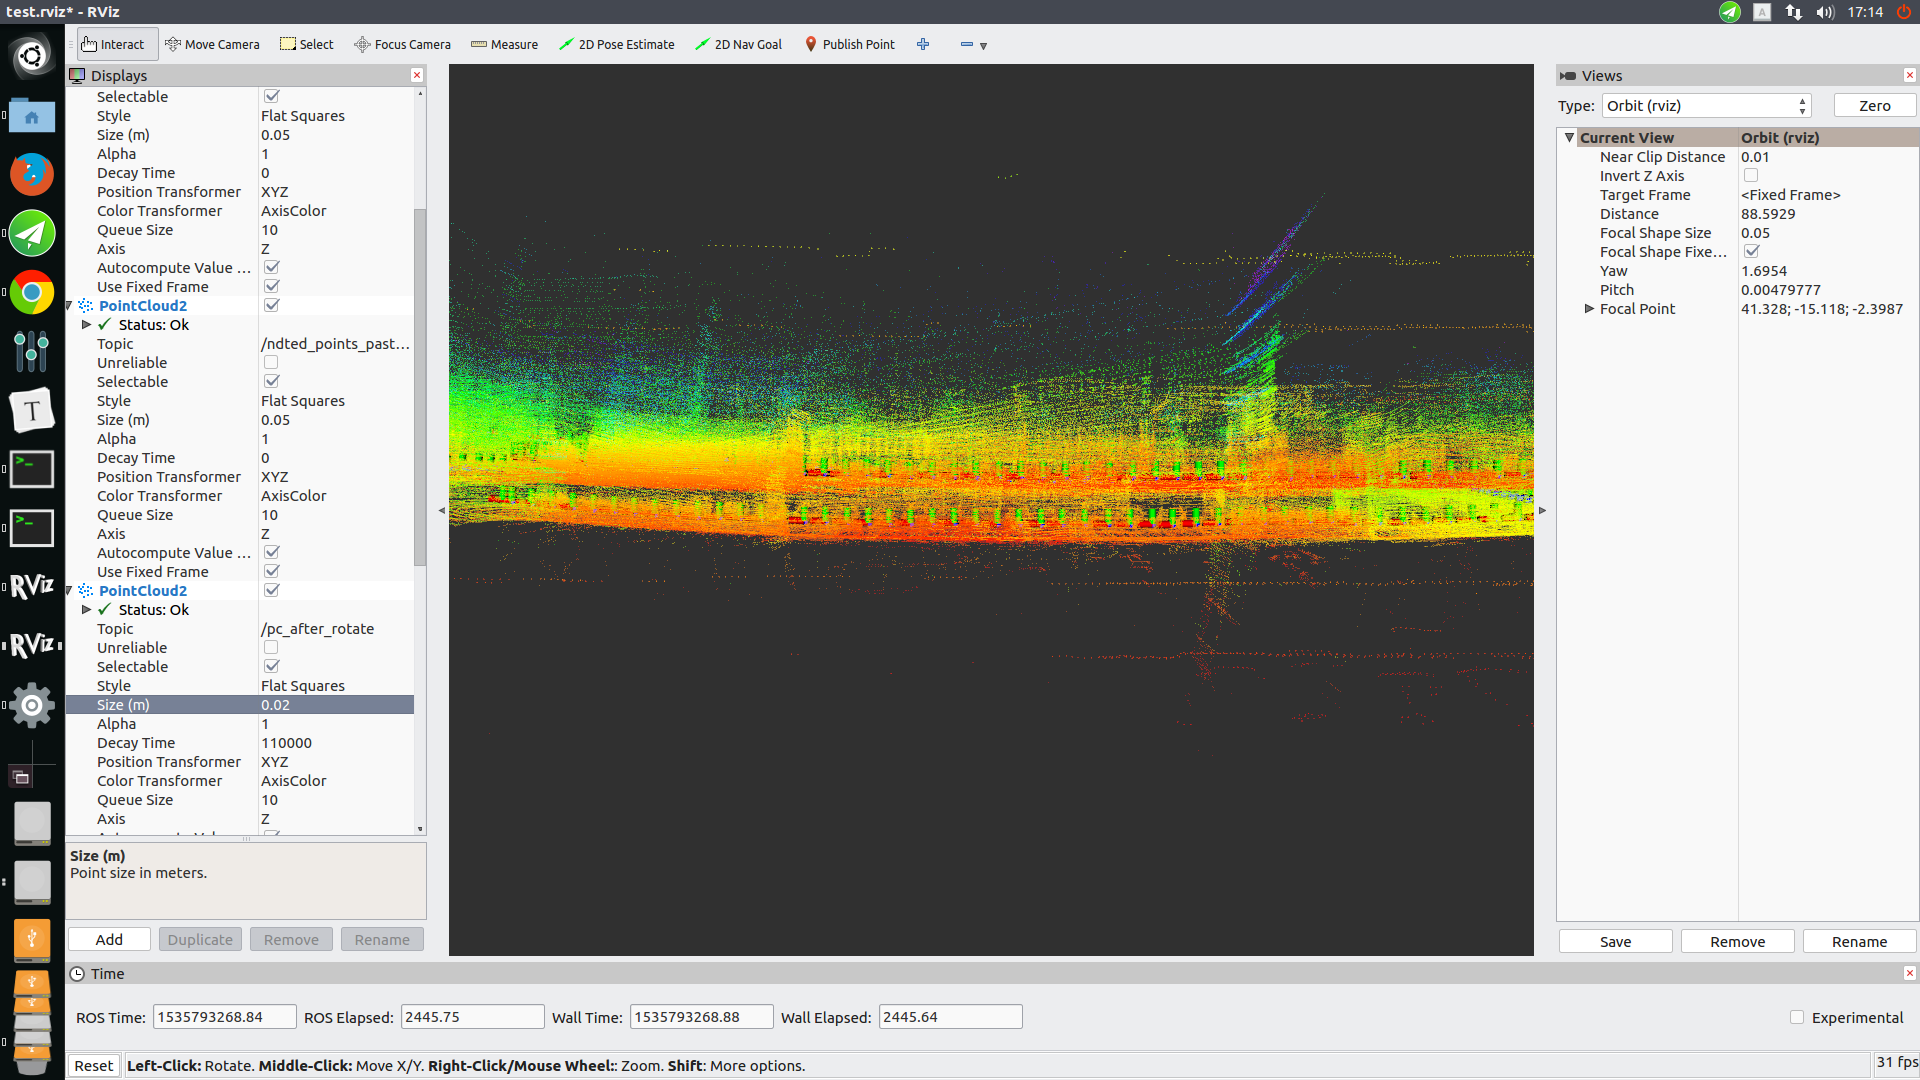 test.rviz* - RViz
17:14
Interact Move Camera Select Focus Camera Measure 2D Pose Estimate 2D Nav Goal Publish Point
Displays
Selectable
Style Flat Squares
Size (m) 0.05
Alpha 1
Decay Time 0
Position Transformer XYZ
Color Transformer AxisColor
Queue Size 10
Axis Z
Autocompute Value ...
Use Fixed Frame
PointCloud2
Status: Ok
Topic /ndted_points_past...
Unreliable
Selectable
Style Flat Squares
Size (m) 0.05
Alpha 1
Decay Time 0
Position Transformer XYZ
Color Transformer AxisColor
Queue Size 10
Axis Z
Autocompute Value ...
Use Fixed Frame
PointCloud2
Status: Ok
Topic /pc_after_rotate
Unreliable
Selectable
Style Flat Squares
Size (m) 0.02
Alpha 1
Decay Time 110000
Position Transformer XYZ
Color Transformer AxisColor
Queue Size 10
Axis Z
Size (m)
Point size in meters.
Add Duplicate Remove Rename
Views
Type: Orbit (rviz) Zero
Current View Orbit (rviz)
Near Clip Distance 0.01
Invert Z Axis
Target Frame <Fixed Frame>
Distance 88.5929
Focal Shape Size 0.05
Focal Shape Fixe...
Yaw 1.6954
Pitch 0.00479777
Focal Point 41.328; -15.118; -2.3987
Save Remove Rename
Time
ROS Time: 1535793268.84 ROS Elapsed: 2445.75 Wall Time: 1535793268.88 Wall Elapsed: 2445.64 Experimental
Reset Left-Click: Rotate. Middle-Click: Move X/Y. Right-Click/Mouse Wheel:: Zoom. Shift: More options. 31 fps
A
T
>_
>_
RViz
RViz